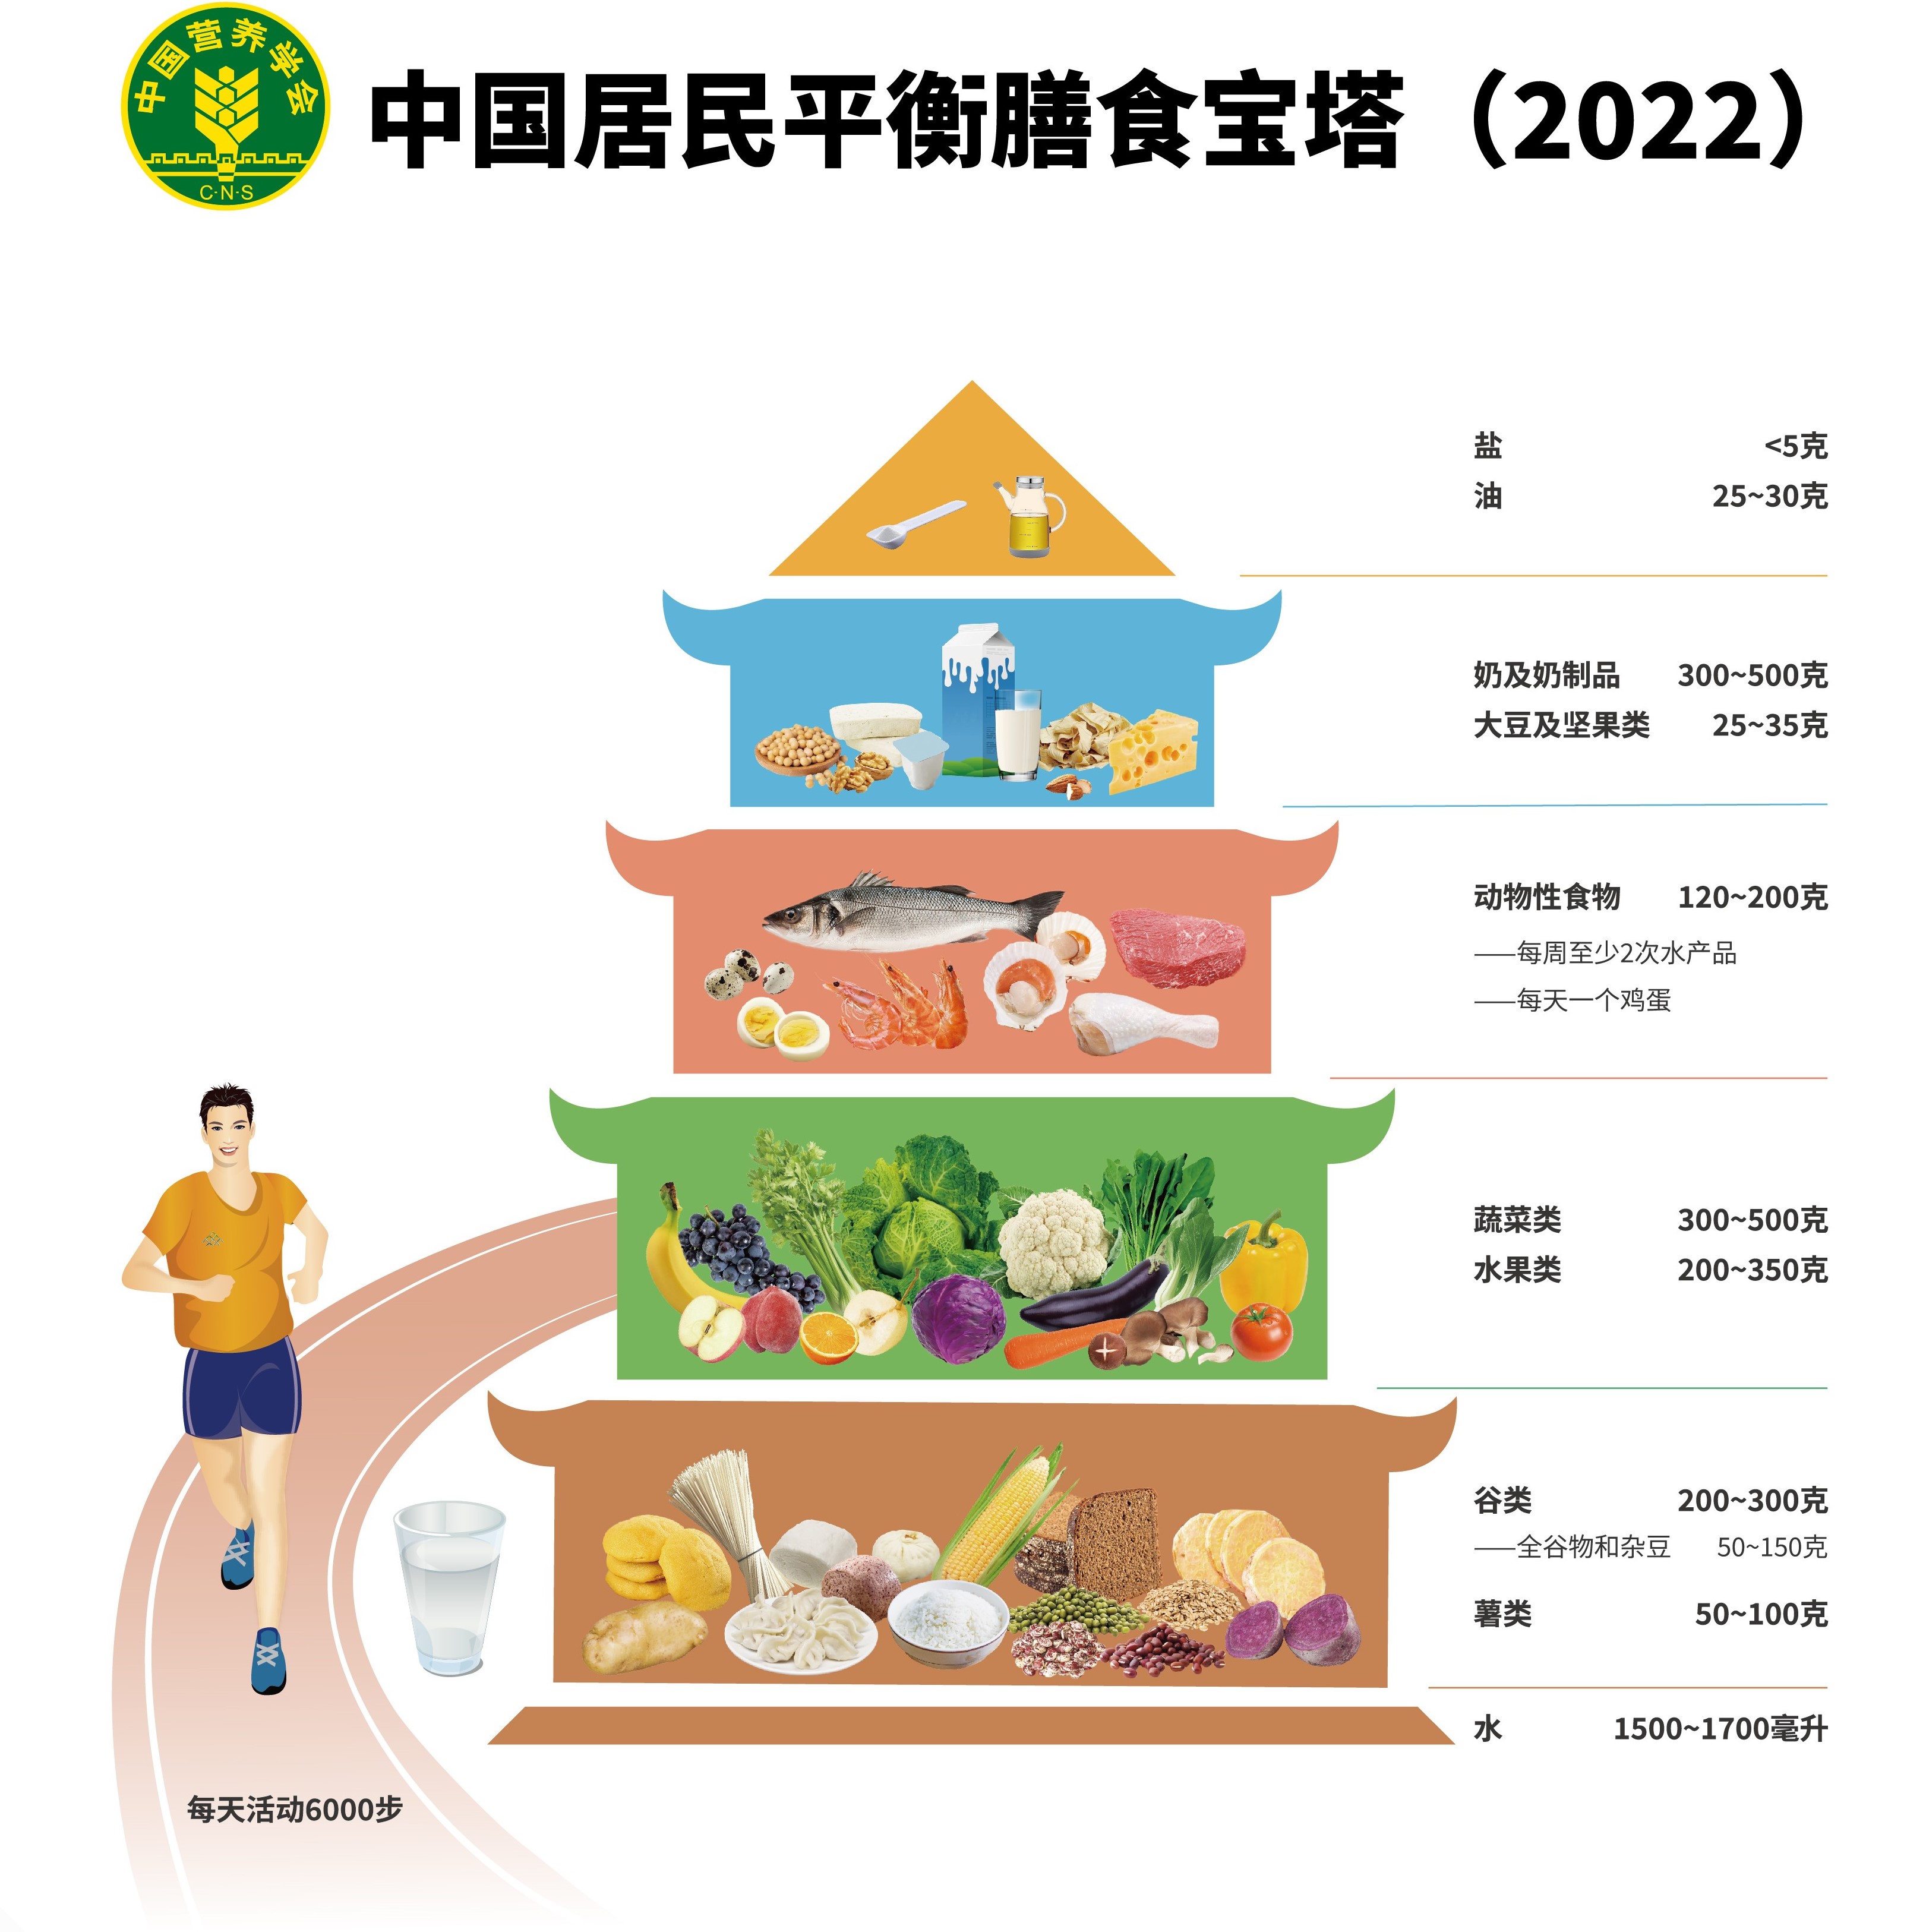 中国营养学会
C·N·S
中国居民平衡膳食宝塔（2022）
盐 <5克
油 25~30克
奶及奶制品 300~500克
大豆及坚果类 25~35克
动物性食物 120~200克
——每周至少2次水产品
——每天一个鸡蛋
蔬菜类 300~500克
水果类 200~350克
谷类 200~300克
——全谷物和杂豆 50~150克
薯类 50~100克
水 1500~1700毫升
每天活动6000步